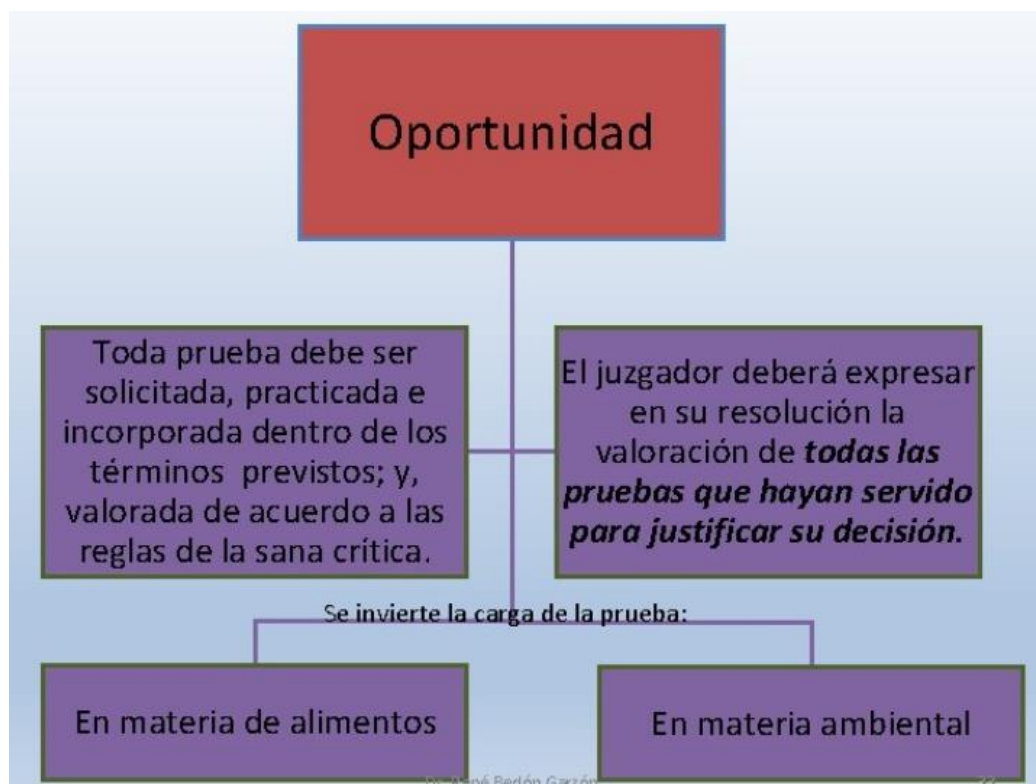 Oportunidad
Toda prueba debe ser
solicitada, practicada e
incorporada dentro de los
términos previstos; y,
valorada de acuerdo a las
reglas de la sana crítica.
El juzgador deberá expresar
en su resolución la
valoración de todas las
pruebas que hayan servido
para justificar su decisión.
Se invierte la carga de la prueba:
En materia de alimentos
En materia ambiental
Bedón Garzón